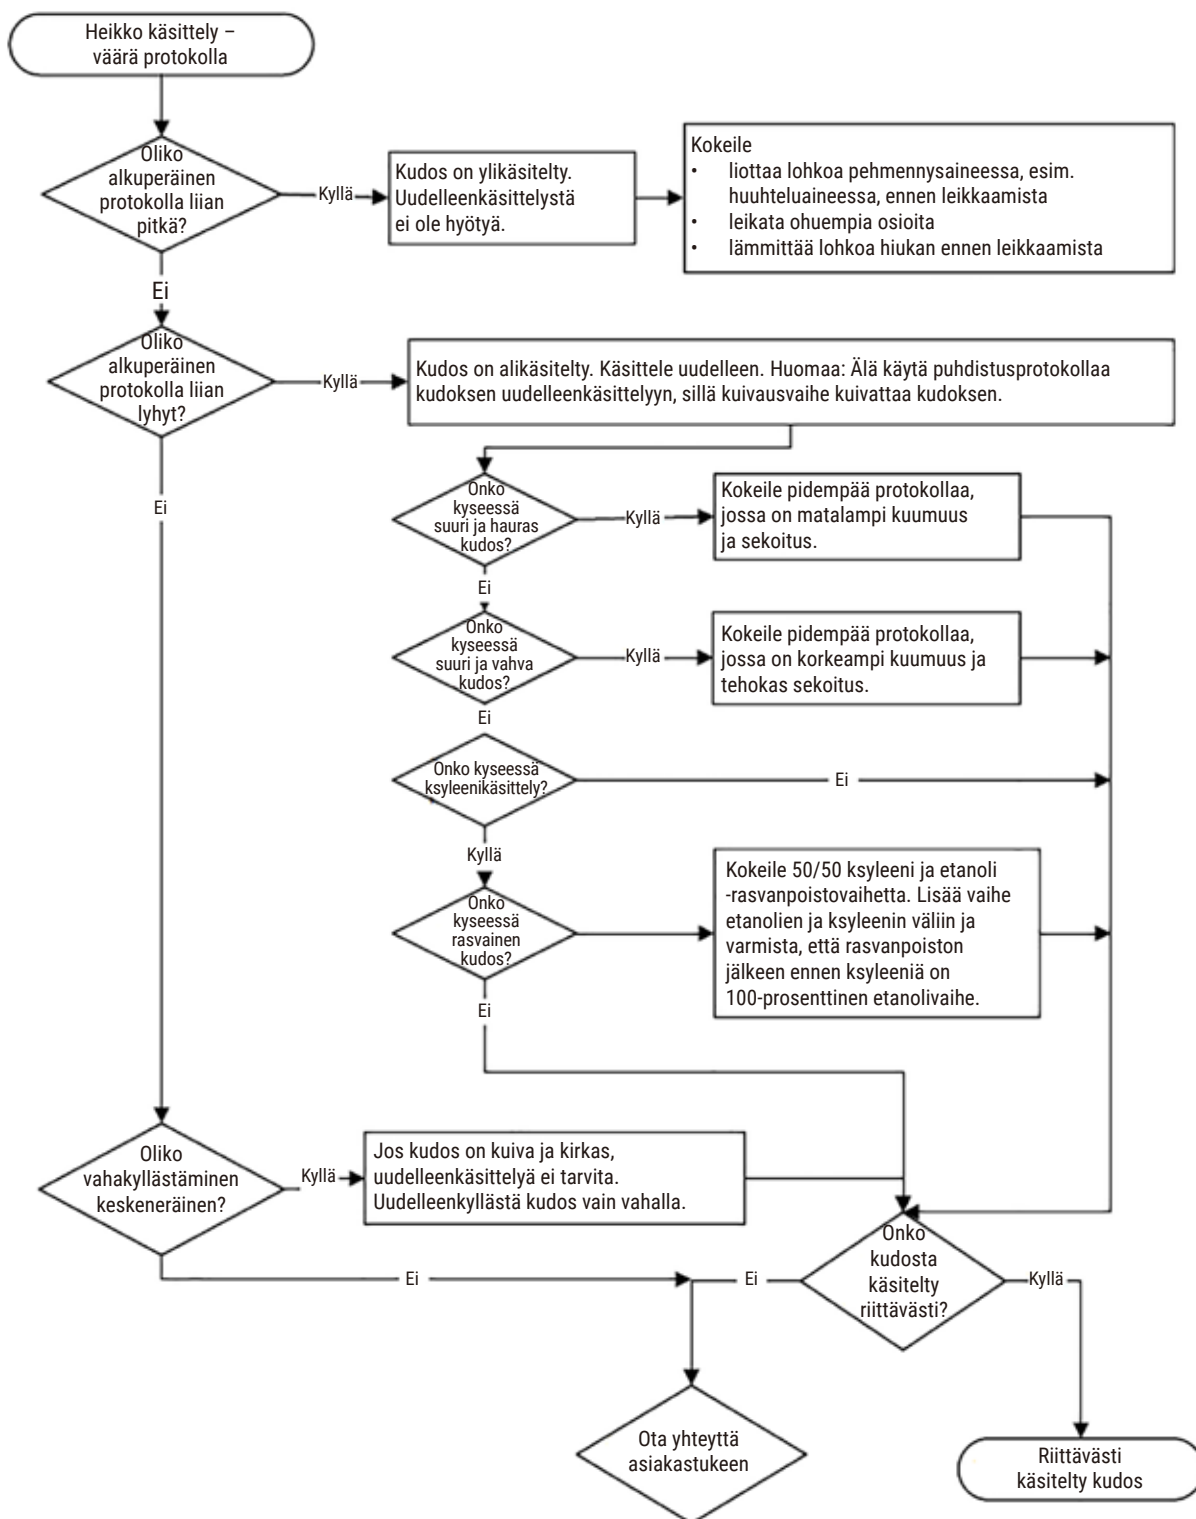 Heikko käsittely –
väärä protokolla
Oliko
alkuperäinen
protokolla liian
pitkä?
Kyllä
Kudos on ylikäsitelty.
Uudelleenkäsittelystä
ei ole hyötyä.
Kokeile
• liottaa lohkoa pehmennysaineessa, esim.
huuhteluaineessa, ennen leikkaamista
• leikata ohuempia osioita
• lämmittää lohkoa hiukan ennen leikkaamista
Ei
Oliko
alkuperäinen
protokolla liian
lyhyt?
Kyllä
Kudos on alikäsitelty. Käsittele uudelleen. Huomaa: Älä käytä puhdistusprotokollaa
kudoksen uudelleenkäsittelyyn, sillä kuivausvaihe kuivattaa kudoksen.
Ei
Onko
kyseessä
suuri ja hauras
kudos?
Kyllä
Kokeile pidempää protokollaa,
jossa on matalampi kuumuus
ja sekoitus.
Ei
Onko
kyseessä
suuri ja vahva
kudos?
Kyllä
Kokeile pidempää protokollaa,
jossa on korkeampi kuumuus ja
tehokas sekoitus.
Ei
Onko kyseessä
ksyleenikäsittely?
Ei
Kyllä
Onko
kyseessä
rasvainen
kudos?
Kokeile 50/50 ksyleeni ja etanoli
-rasvanpoistovaihetta. Lisää vaihe
etanolien ja ksyleenin väliin ja
varmista, että rasvanpoiston
jälkeen ennen ksyleeniä on
100-prosenttinen etanolivaihe.
Ei
Oliko
vahakyllästäminen
keskeneräinen?
Kyllä
Jos kudos on kuiva ja kirkas,
uudelleenkäsittelyä ei tarvita.
Uudelleenkyllästä kudos vain vahalla.
Ei
Onko
kudosta
käsitelty
riittävästi?
Ei
Kyllä
Ota yhteyttä
asiakastukeen
Riittävästi
käsitelty kudos